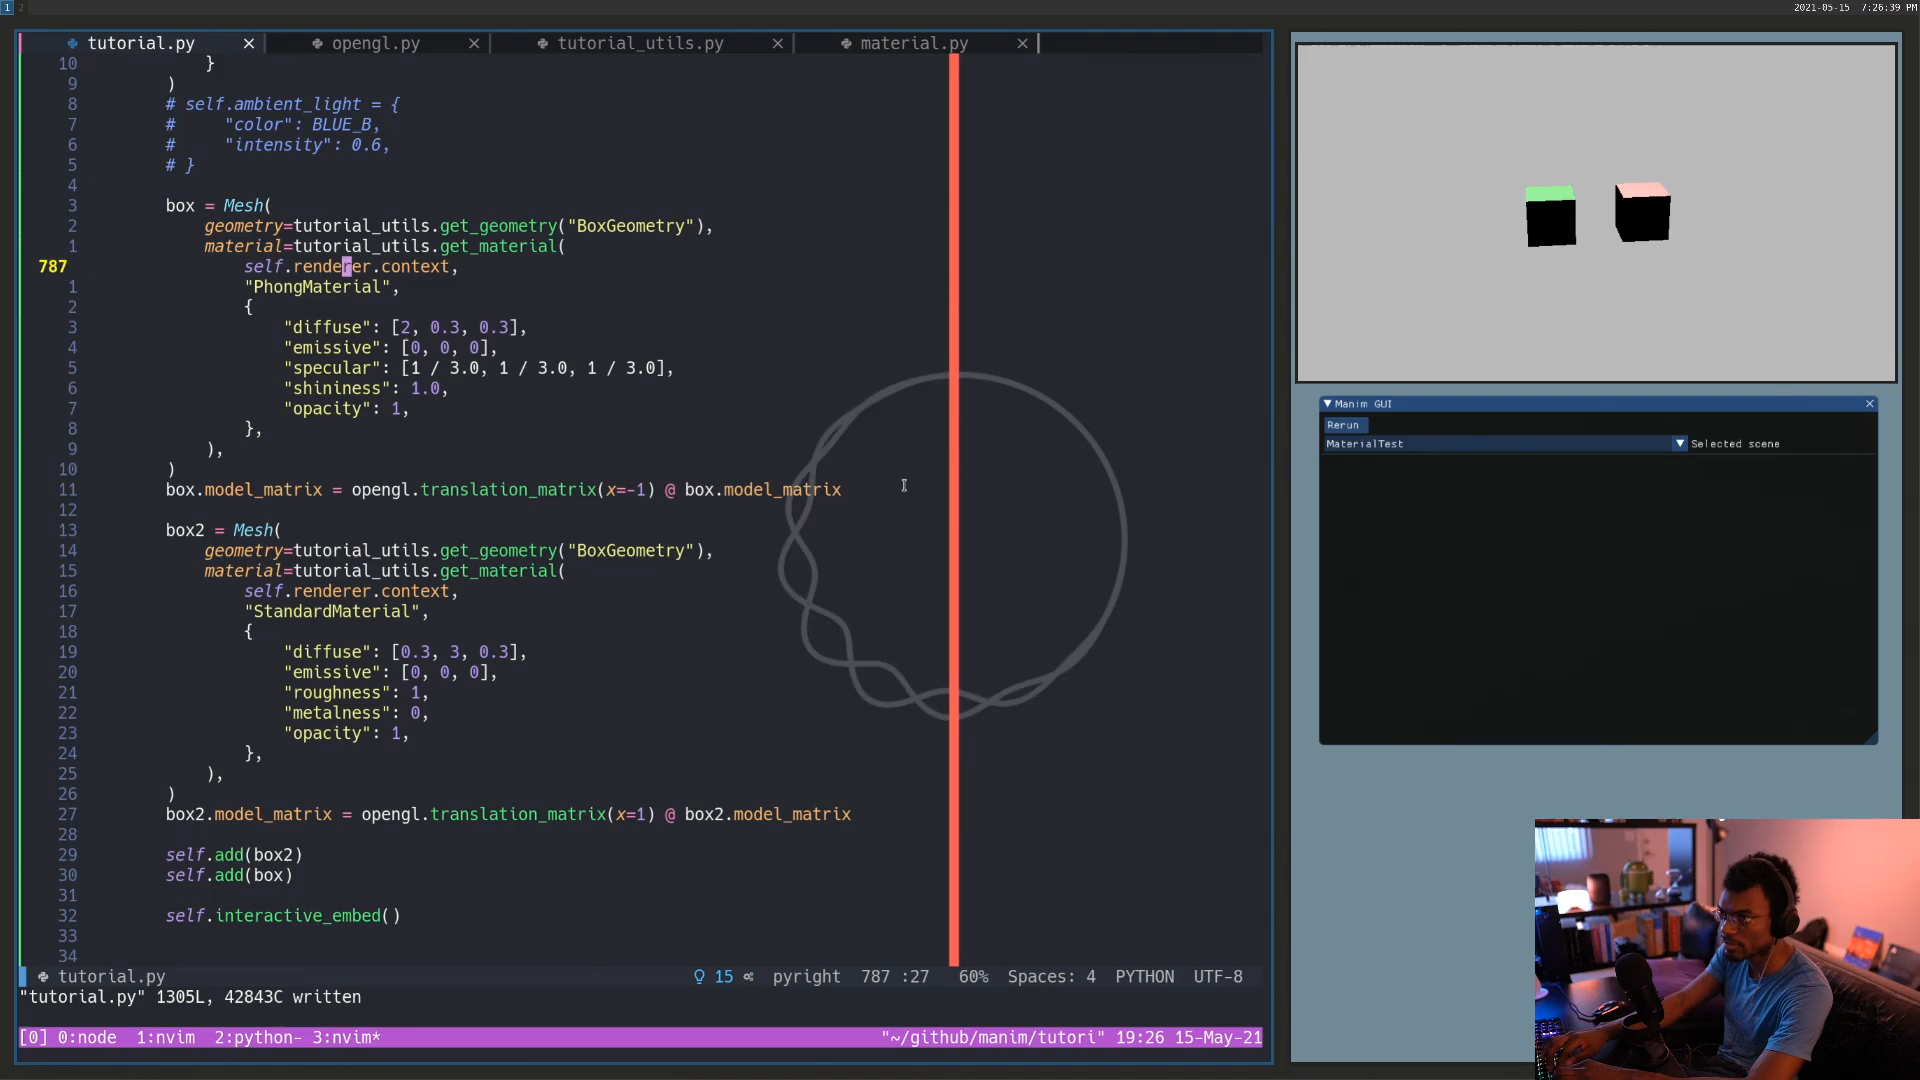 1 2
2021-05-15 7:26:39 PM
tutorial.py × opengl.py × tutorial_utils.py × material.py ×
10 }
9 )
8 # self.ambient_light = {
7 #     "color": BLUE_B,
6 #     "intensity": 0.6,
5 # }
4
3 box = Mesh(
2 geometry=tutorial_utils.get_geometry("BoxGeometry"),
1 material=tutorial_utils.get_material(
787 self.renderer.context,
1 "PhongMaterial",
2 {
3 "diffuse": [2, 0.3, 0.3],
4 "emissive": [0, 0, 0],
5 "specular": [1 / 3.0, 1 / 3.0, 1 / 3.0],
6 "shininess": 1.0,
7 "opacity": 1,
8 },
9 ),
10 )
11 box.model_matrix = opengl.translation_matrix(x=-1) @ box.model_matrix
12
13 box2 = Mesh(
14 geometry=tutorial_utils.get_geometry("BoxGeometry"),
15 material=tutorial_utils.get_material(
16 self.renderer.context,
17 "StandardMaterial",
18 {
19 "diffuse": [0.3, 3, 0.3],
20 "emissive": [0, 0, 0],
21 "roughness": 1,
22 "metalness": 0,
23 "opacity": 1,
24 },
25 ),
26 )
27 box2.model_matrix = opengl.translation_matrix(x=1) @ box2.model_matrix
28
29 self.add(box2)
30 self.add(box)
31
32 self.interactive_embed()
33
34
tutorial.py 15 pyright 787 :27 60% Spaces: 4 PYTHON UTF-8
"tutorial.py" 1305L, 42843C written
[0] 0:node 1:nvim 2:python- 3:nvim* "~/github/manim/tutori" 19:26 15-May-21
Manim GUI
Rerun
MaterialTest Selected scene